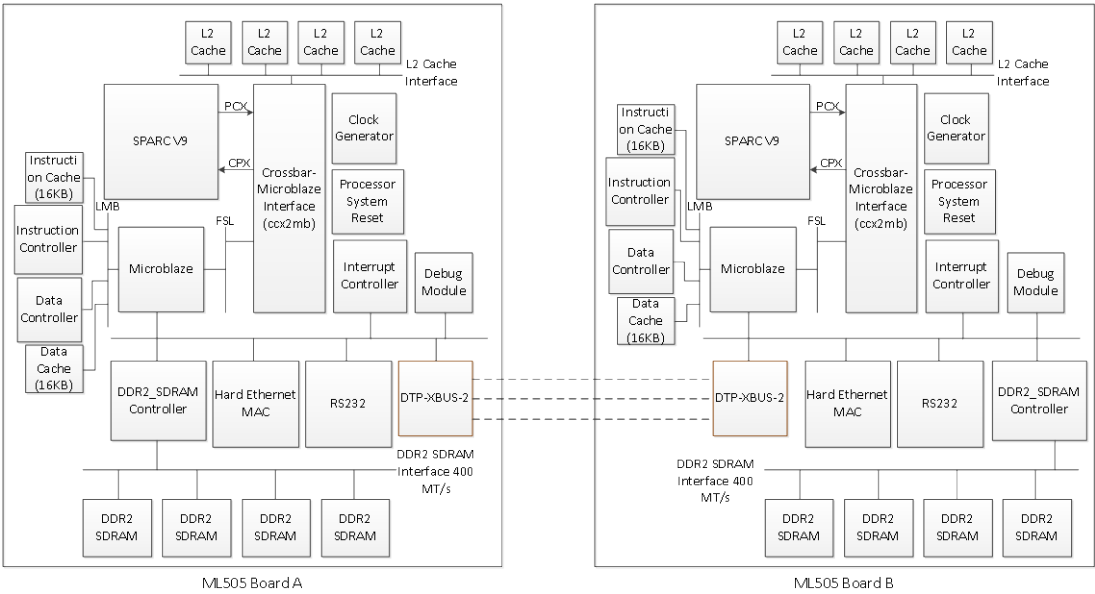 L2
Cache
L2
Cache
L2
Cache
L2
Cache
L2 Cache
Interface
SPARC V9
PCX
CPX
Crossbar-
Microblaze
Interface
(ccx2mb)
Clock
Generator
Processor
System
Reset
Instructi
on Cache
(16KB)
LMB
FSL
Instruction
Controller
Microblaze
Interrupt
Controller
Debug
Module
Data
Controller
Data
Cache
(16KB)
DDR2_SDRAM
Controller
Hard Ethernet
MAC
RS232
DTP-XBUS-2
DDR2 SDRAM
Interface 400
MT/s
DDR2
SDRAM
DDR2
SDRAM
DDR2
SDRAM
DDR2
SDRAM
ML505 Board A
L2
Cache
L2
Cache
L2
Cache
L2
Cache
L2 Cache
Interface
Instructi
on Cache
(16KB)
SPARC V9
PCX
CPX
Crossbar-
Microblaze
Interface
(ccx2mb)
Clock
Generator
Processor
System
Reset
Instruction
Controller
LMB
FSL
Data
Controller
Microblaze
Interrupt
Controller
Debug
Module
Data
Cache
(16KB)
DTP-XBUS-2
Hard Ethernet
MAC
RS232
DDR2_SDRAM
Controller
DDR2 SDRAM
Interface 400
MT/s
DDR2
SDRAM
DDR2
SDRAM
DDR2
SDRAM
DDR2
SDRAM
ML505 Board B